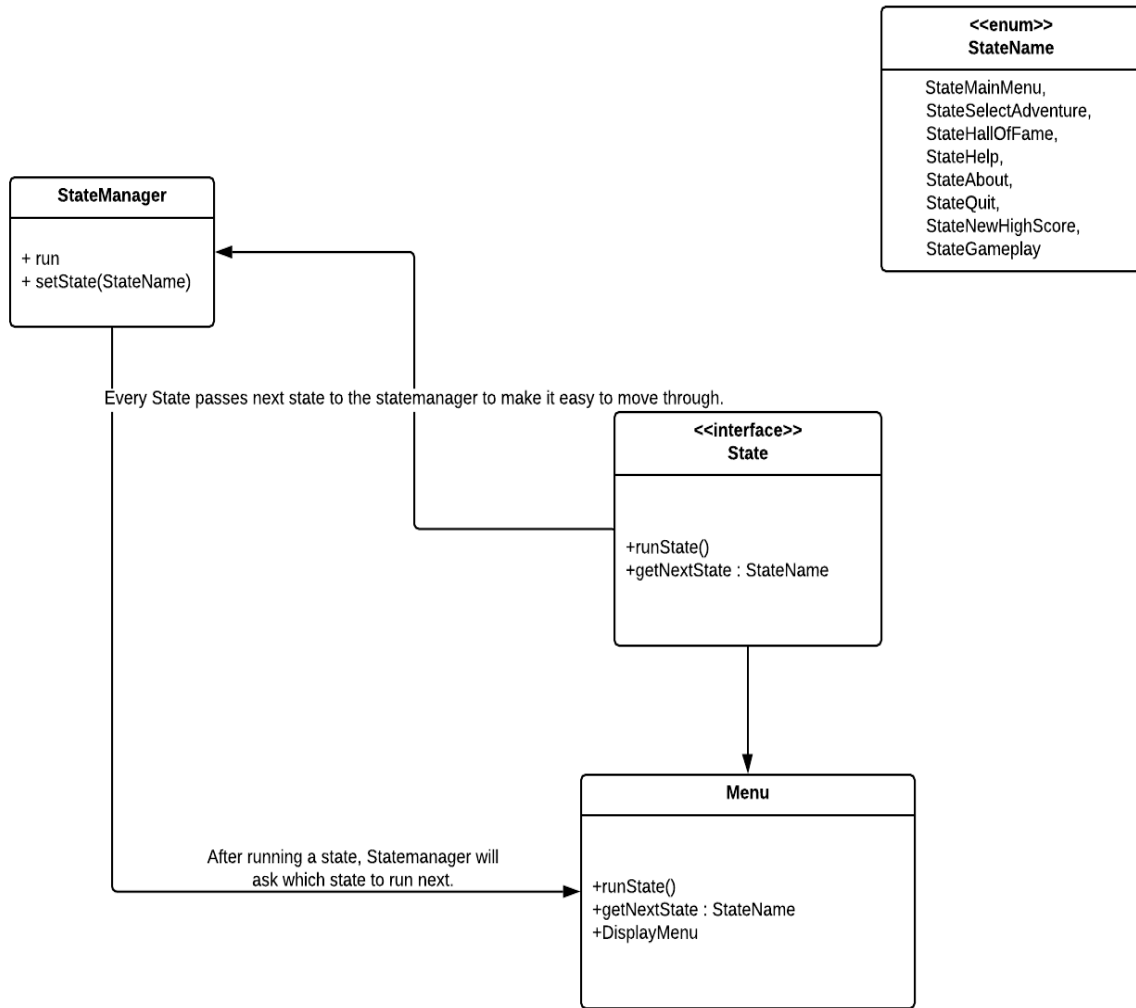 <<enum>>
StateName
StateMainMenu,
StateSelectAdventure,
StateHallOfFame,
StateHelp,
StateAbout,
StateQuit,
StateNewHighScore,
StateGameplay
StateManager
+ run
+ setState(StateName)
Every State passes next state to the statemanager to make it easy to move through.
<<interface>>
State
+runState()
+getNextState : StateName
After running a state, Statemanager will
ask which state to run next.
Menu
+runState()
+getNextState : StateName
+DisplayMenu